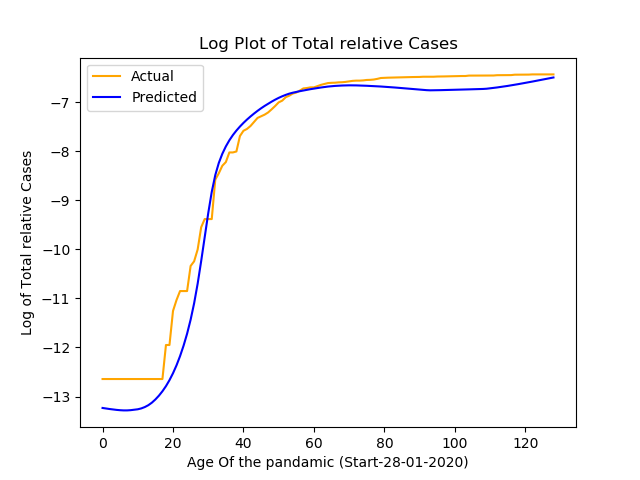 Log Plot of Total relative Cases
Actual
Predicted
Log of Total relative Cases
−7
−8
−9
−10
−11
−12
−13
0 20 40 60 80 100 120
Age Of the pandamic (Start-28-01-2020)